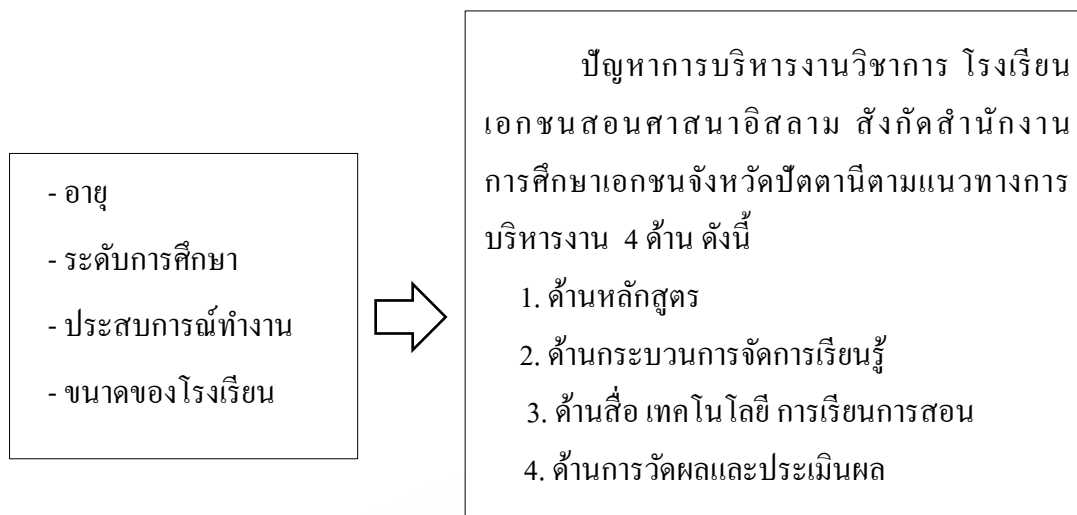 - อายุ
- ระดับการศึกษา
- ประสบการณ์ทำงาน
- ขนาดของโรงเรียน
ปัญหาการบริหารงานวิชาการ โรงเรียน
เอกชนสอนศาสนาอิสลาม สังกัดสำนักงาน
การศึกษาเอกชนจังหวัดปัตตานีตามแนวทางการ
บริหารงาน 4 ด้าน ดังนี้
1. ด้านหลักสูตร
2. ด้านกระบวนการจัดการเรียนรู้
3. ด้านสื่อ เทคโนโลยี การเรียนการสอน
4. ด้านการวัดผลและประเมินผล